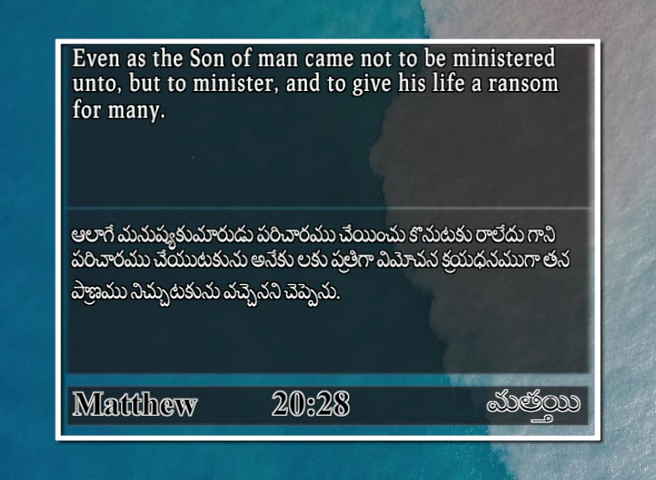 Even as the Son of man came not to be ministered
unto, but to minister, and to give his life a ransom
for many.
ఆలాగే మనుష్యకుమారుడు పరిచారము చేయించు కొనుటకు రాలేదు గాని
పరిచారము చేయుటకును అనేకు లకు ప్రతిగా విమోచన క్రయధనముగా తన
ప్రాణము నిచ్చుటకును వచ్చెనని చెప్పెను.
Matthew 20:28 మత్తయి